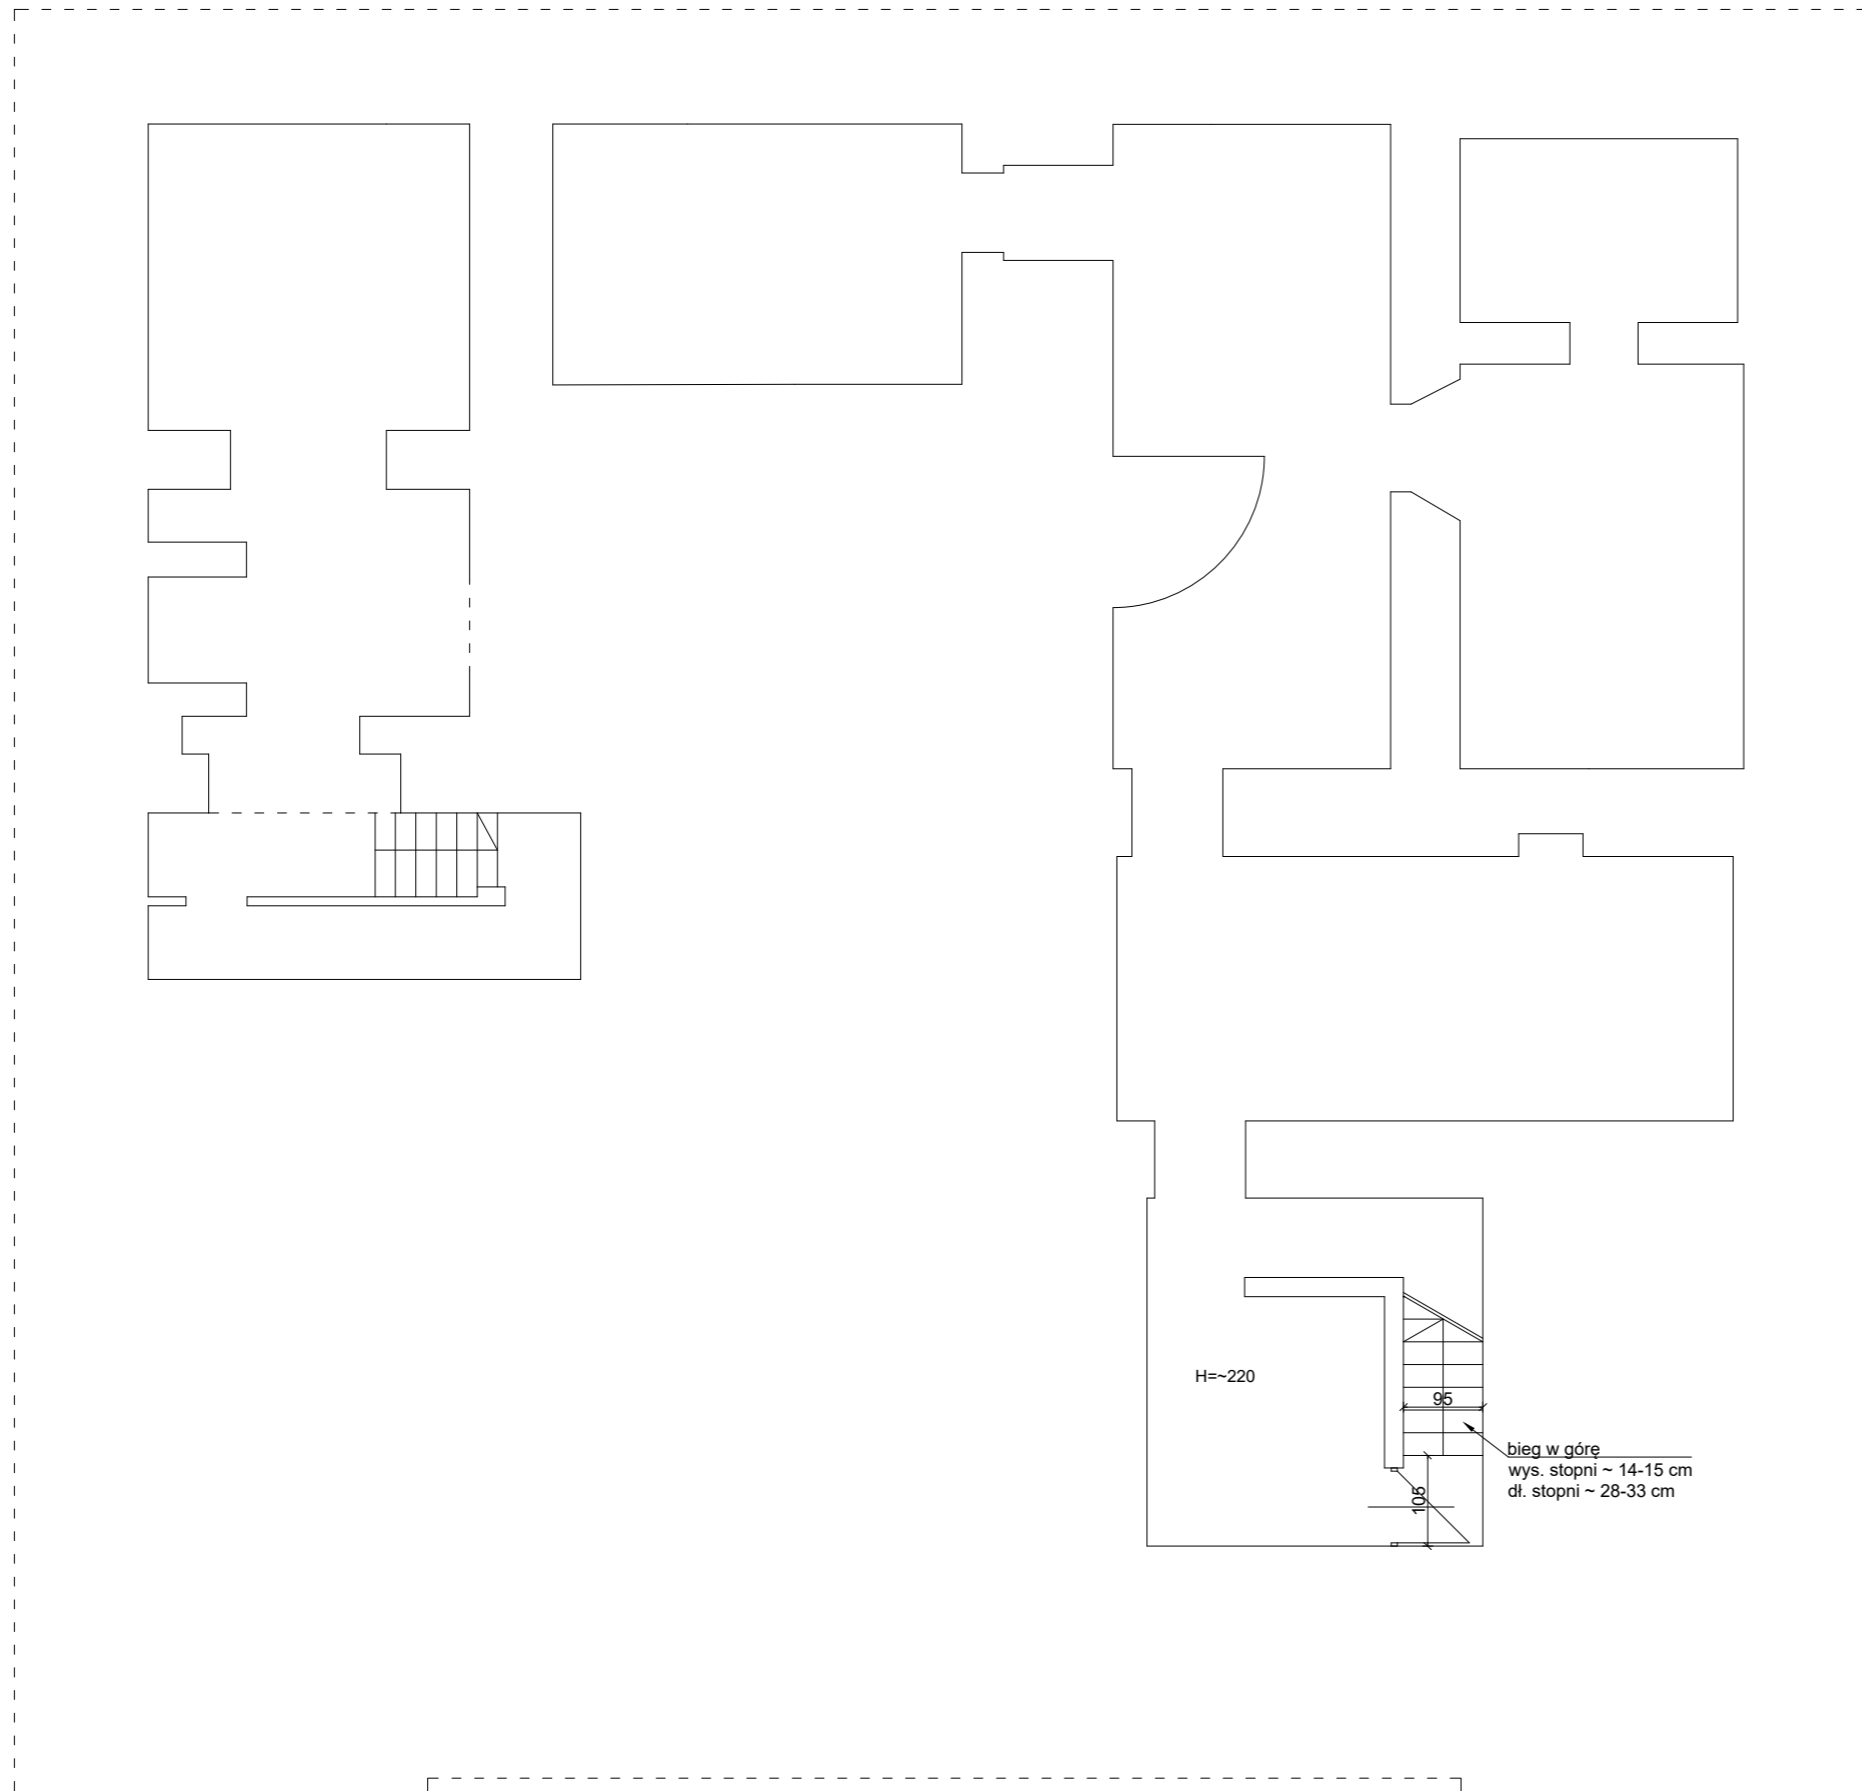 H=~220
95
bieg w górę
wys. stopni ~ 14-15 cm
dł. stopni ~ 28-33 cm
105